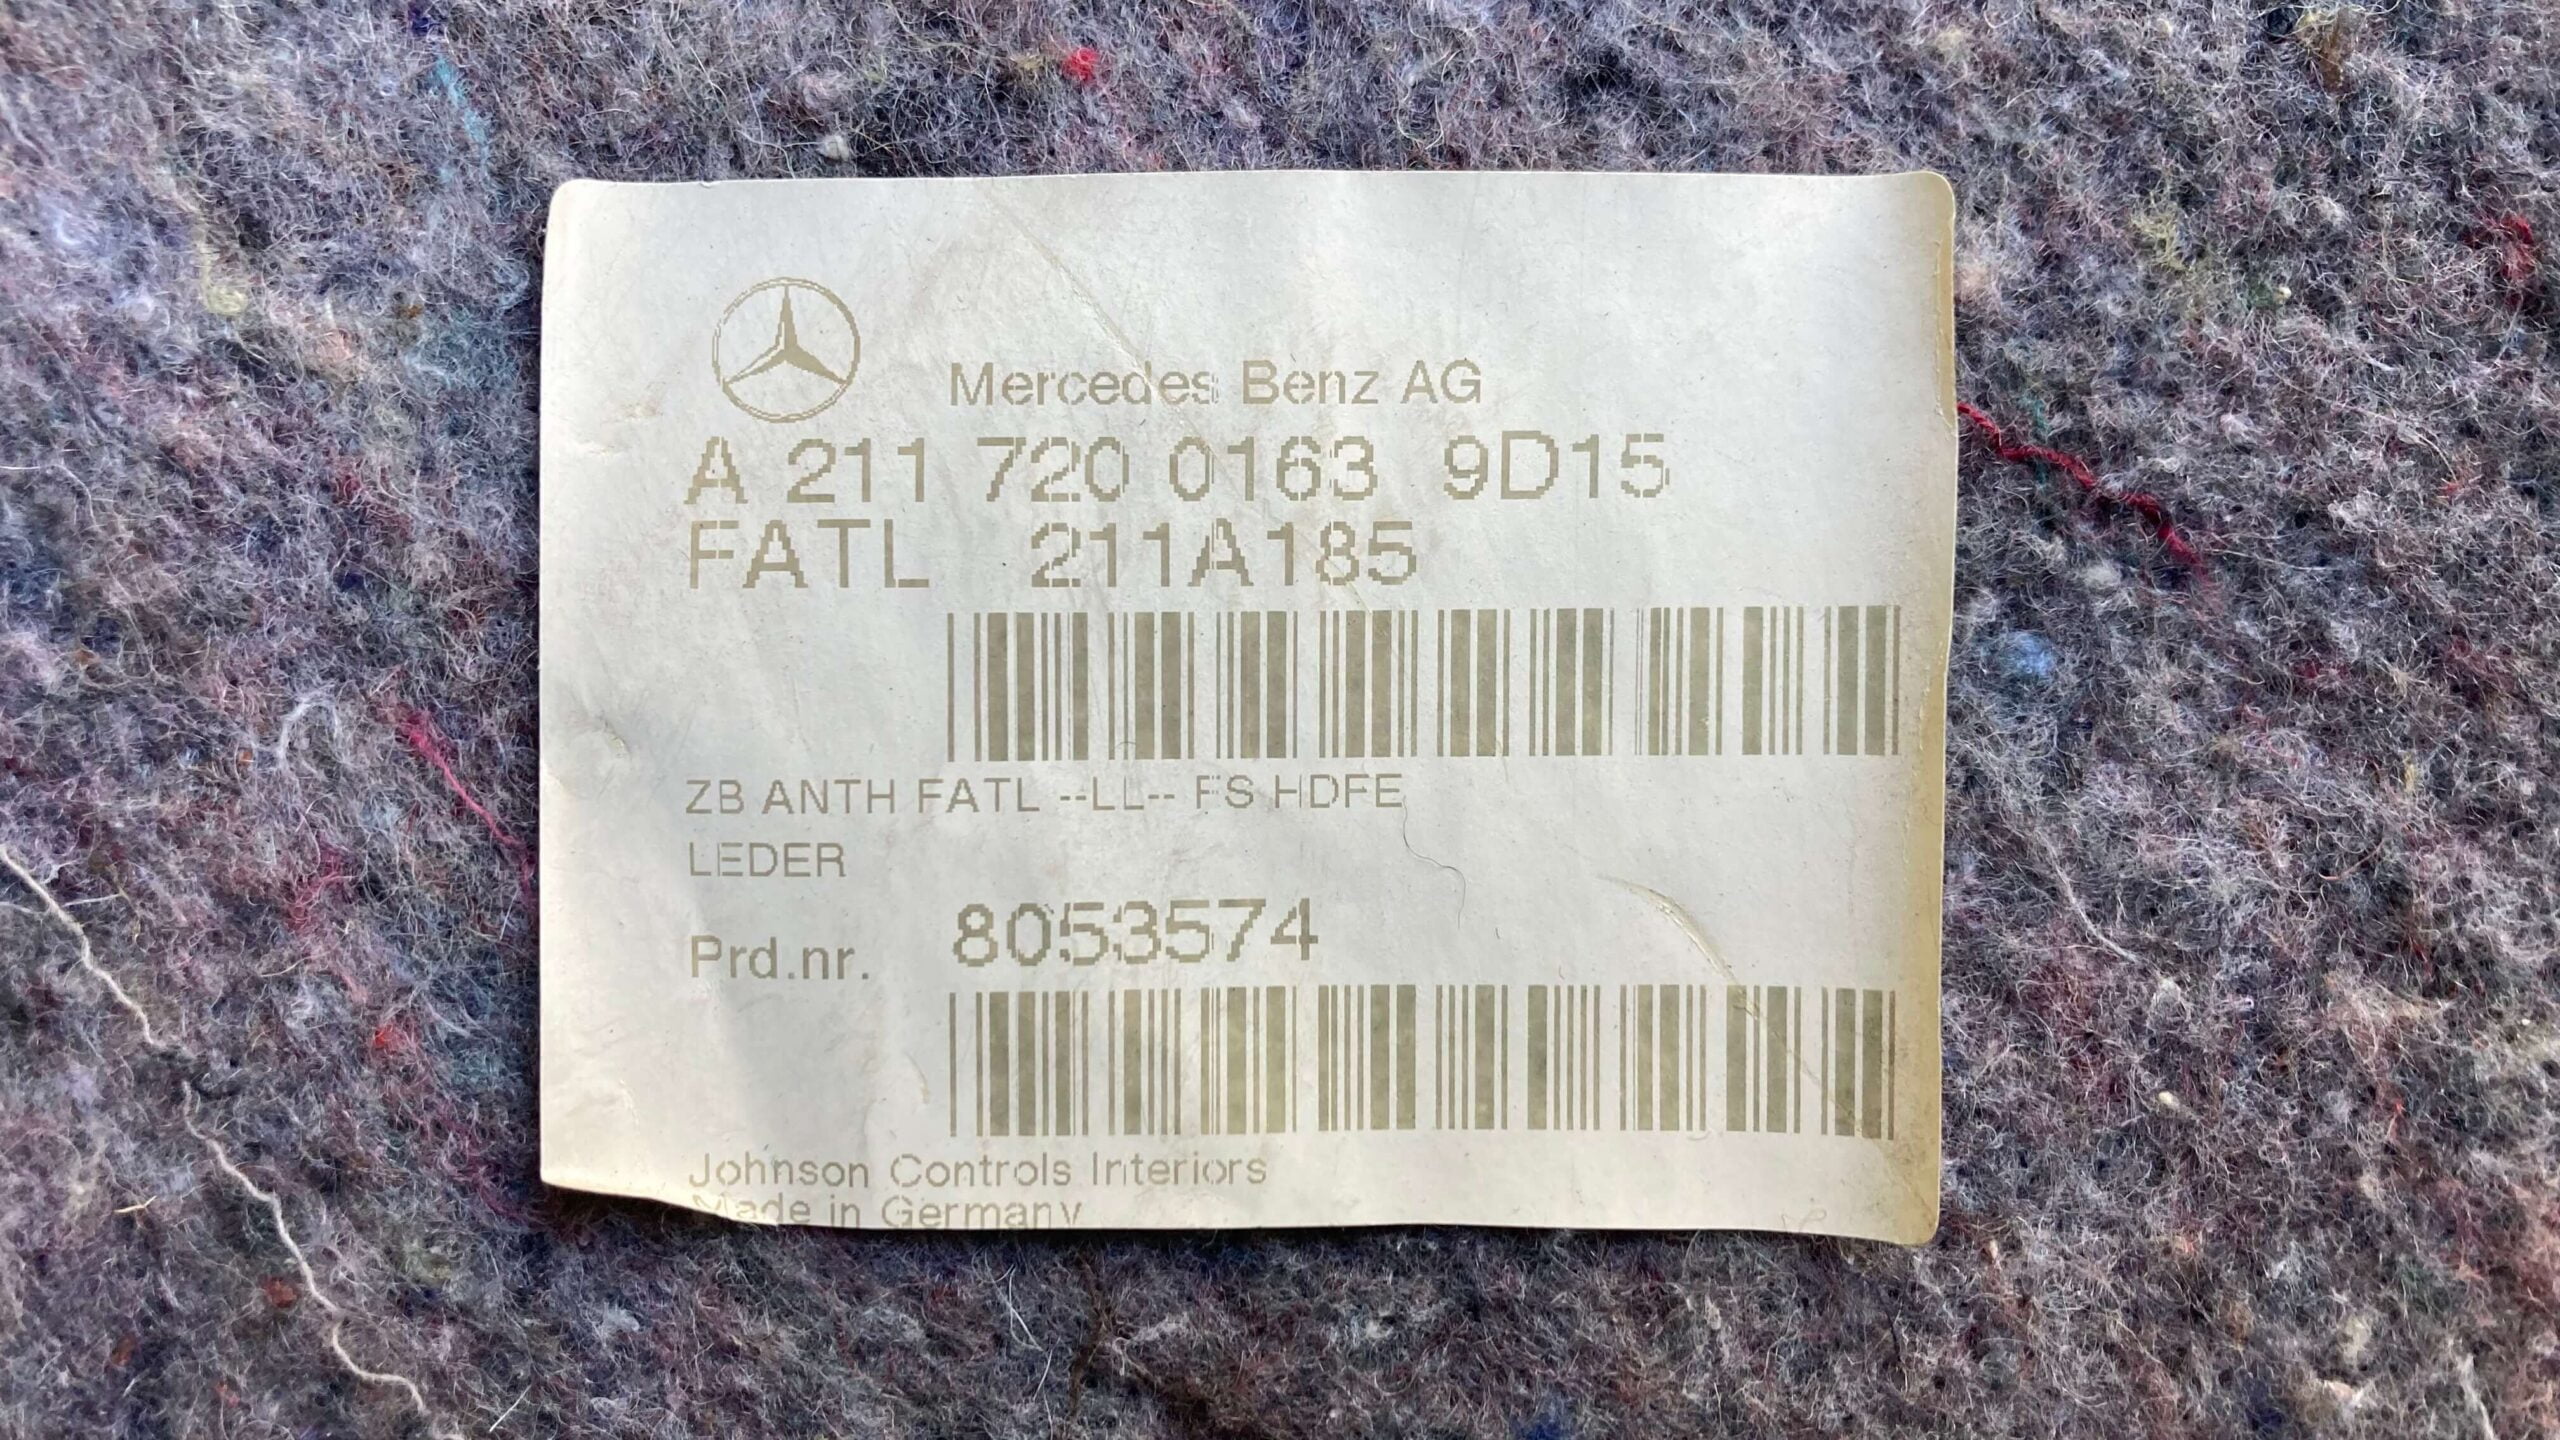 Mercedes Benz AG
A 211 720 0163 9D15
FATL 211A185
ZB ANTH FATL --LL-- FS HDFE
LEDER
Prd.nr. 8053574
Johnson Controls Interiors
Made in Germany